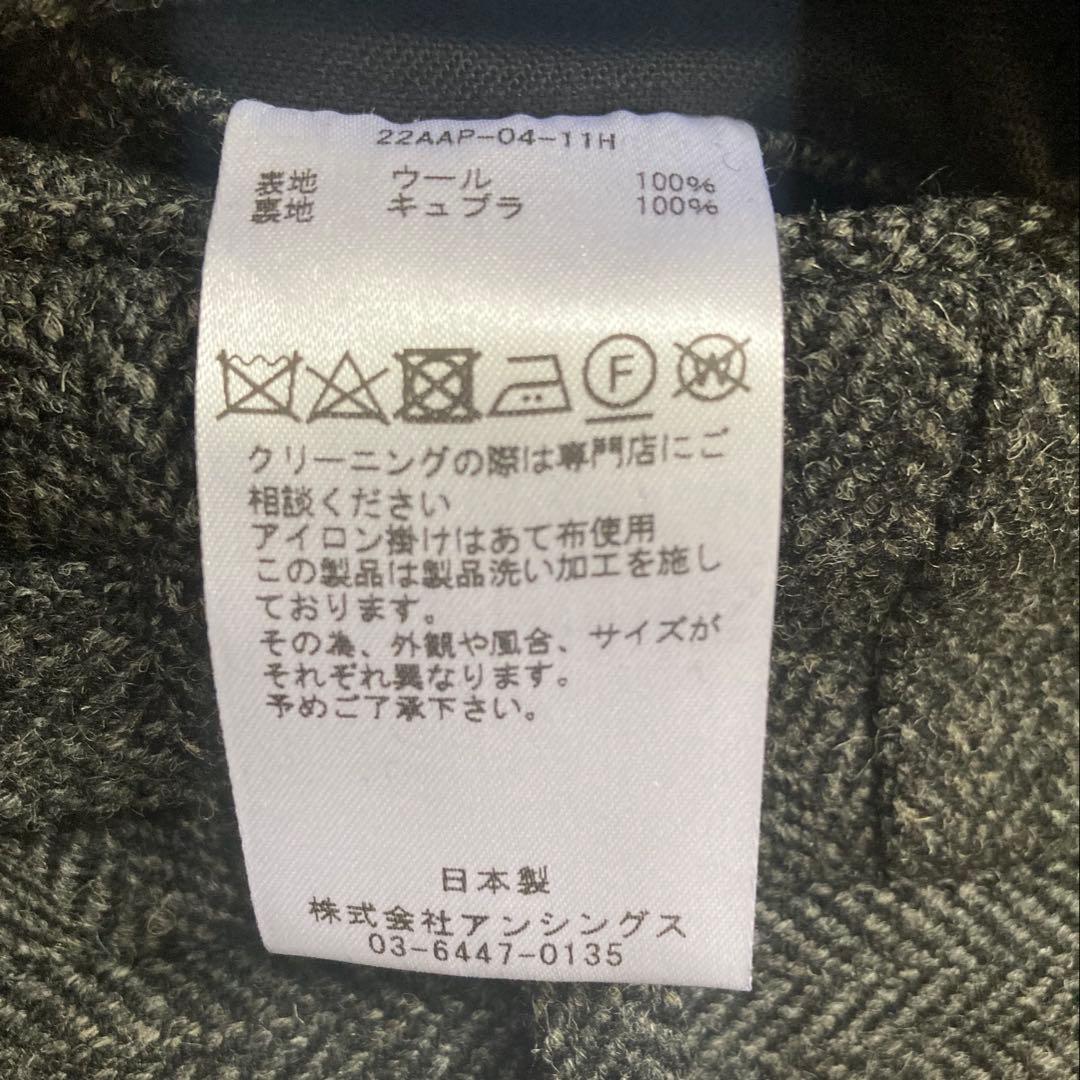 22AAP-04-11H
表地 ウール 100%
裏地 キュプラ 100%
F W
クリーニングの際は専門店にご
相談ください
アイロン掛けはあて布使用
この製品は製品洗い加工を施し
ております。
その為、外観や風合、サイズが
それぞれ異なります。
予めご了承下さい。
日本製
株式会社アンシングス
03-6447-0135